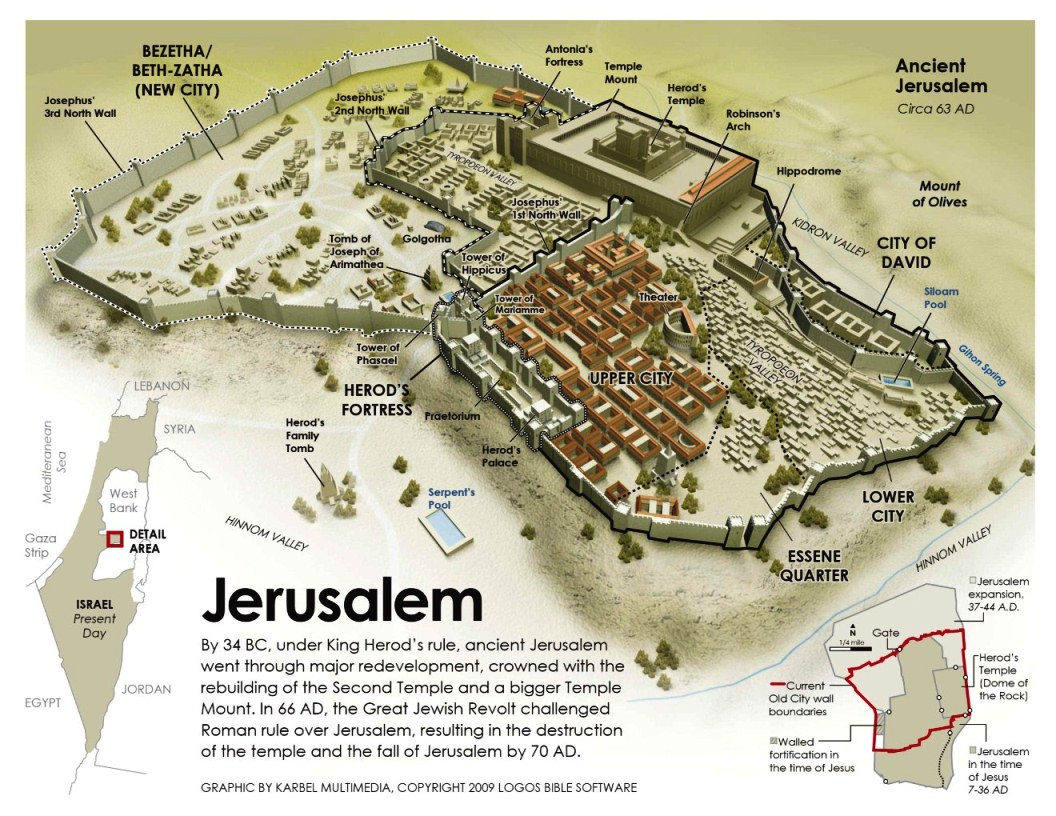 BEZETHA/
BETH-ZATHA
(NEW CITY)
Josephus'
3rd North Wall
Josephus'
2nd North Wall
Antonia's
Fortress
Temple
Mount
Herod's
Temple
Robinson's
Arch
Hippodrome
Ancient
Jerusalem
Circa 63 AD
Mount
of Olives
KIDRON VALLEY
CITY OF
DAVID
Siloam
Pool
Gihon Spring
TYROPOEON
VALLEY
Josephus'
1st North Wall
Golgotha
Tomb of
Joseph of
Arimathea
Tower of
Hippicus
Tower of
Mariamme
Theater
TYROPOEON
VALLEY
UPPER CITY
Tower of
Phasael
HEROD'S
FORTRESS
Praetorium
Herod's
Palace
Herod's
Family
Tomb
Serpent's
Pool
HINNOM VALLEY
LOWER
CITY
ESSENE
QUARTER
HINNOM VALLEY
LEBANON
SYRIA
Mediteranean
Sea
West
Bank
Gaza
Strip
DETAIL
AREA
ISRAEL
Present
Day
EGYPT
JORDAN
Jerusalem
By 34 BC, under King Herod's rule, ancient Jerusalem
went through major redevelopment, crowned with the
rebuilding of the Second Temple and a bigger Temple
Mount. In 66 AD, the Great Jewish Revolt challenged
Roman rule over Jerusalem, resulting in the destruction
of the temple and the fall of Jerusalem by 70 AD.
GRAPHIC BY KARBEL MULTIMEDIA, COPYRIGHT 2009 LOGOS BIBLE SOFTWARE
Jerusalem
expansion,
37-44 A.D.
N
1/4 mile
Gate
Herod's
Temple
(Dome of
the Rock)
Current
Old City wall
boundaries
Walled
fortification in
the time of Jesus
Jerusalem
in the time
of Jesus
7-36 AD